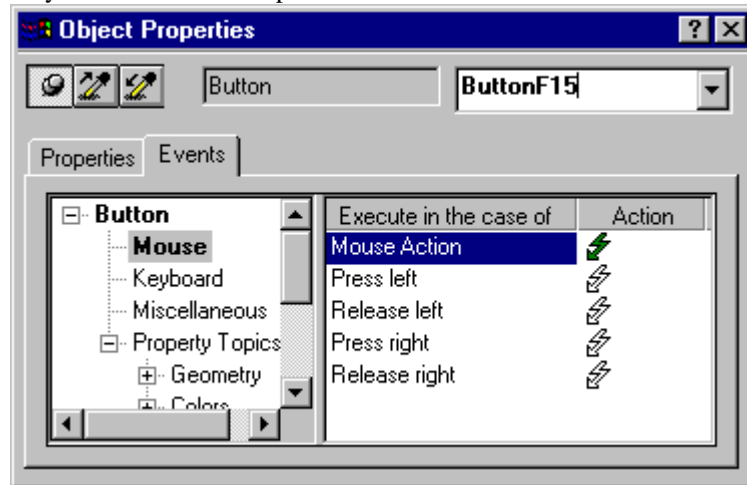 Object Properties
Button
ButtonF15
Properties
Events
Button
Mouse
Keyboard
Miscellaneous
Property Topics
Geometry
Colors
Execute in the case of
Action
Mouse Action
Press left
Release left
Press right
Release right